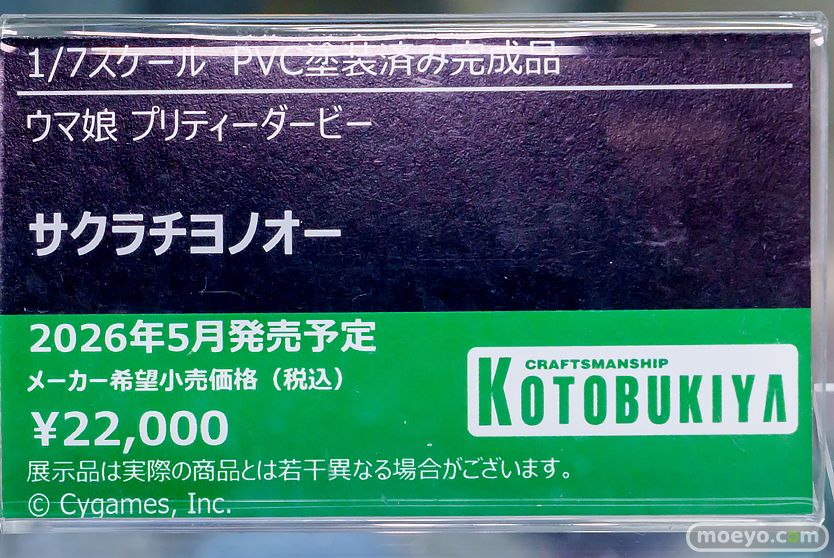 1/7スケール PVC塗装済み完成品
ウマ娘 プリティーダービー
サクラチヨノオー
2026年5月発売予定
メーカー希望小売価格（税込）
¥22,000
CRAFTSMANSHIP
KOTOBUKIYA
展示品は実際の商品とは若干異なる場合がございます。
© Cygames, Inc.
moeyo.com